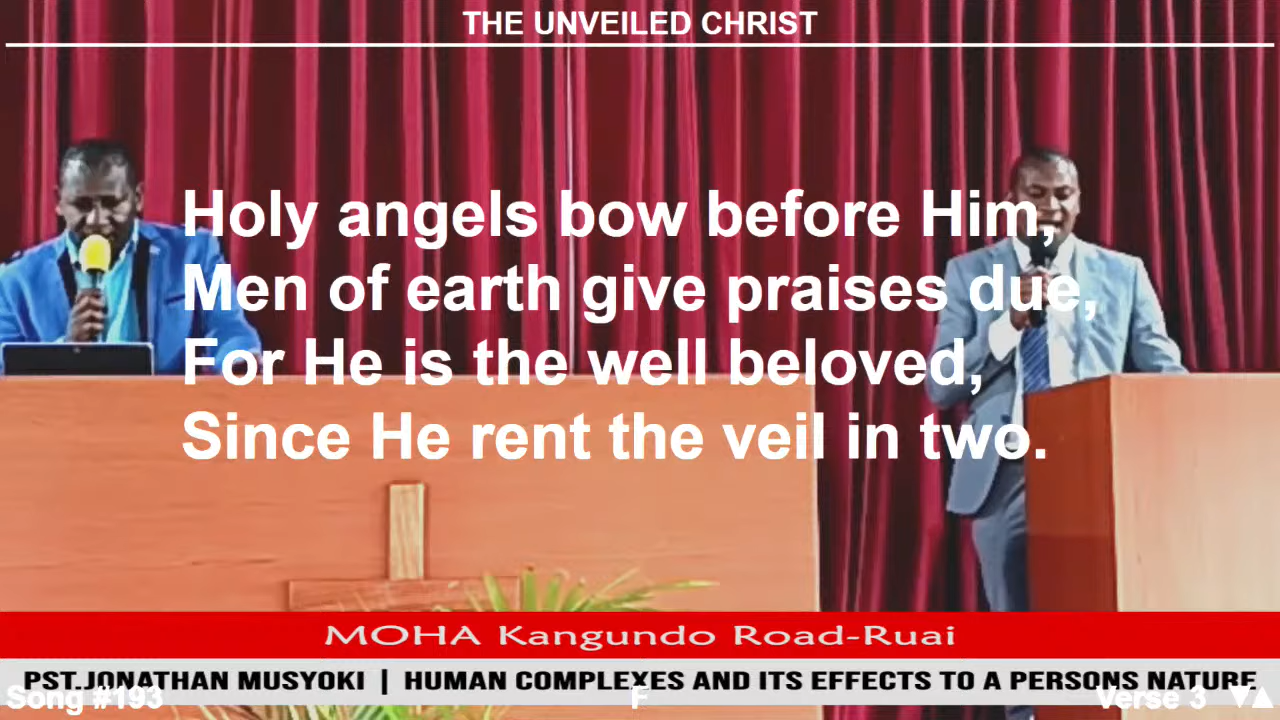 THE UNVEILED CHRIST
Holy angels bow before Him,
Men of earth give praises due,
For He is the well beloved,
Since He rent the veil in two.
MOHA Kangundo Road-Ruai
PST.JONATHAN MUSYOKI | HUMAN COMPLEXES AND ITS EFFECTS TO A PERSONS NATURE
Song #193 F Verse 3 ▼▲